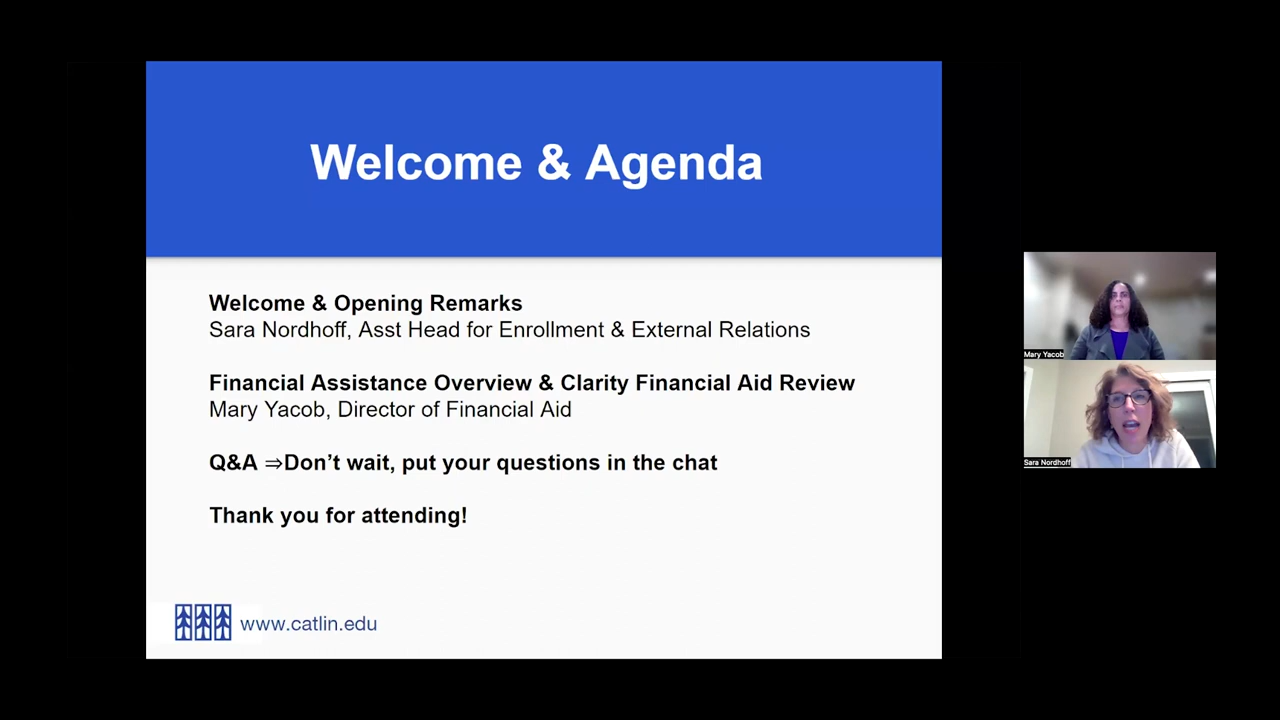 Welcome & Agenda
Welcome & Opening Remarks
Sara Nordhoff, Asst Head for Enrollment & External Relations
Financial Assistance Overview & Clarity Financial Aid Review
Mary Yacob, Director of Financial Aid
Q&A ⇒Don’t wait, put your questions in the chat
Thank you for attending!
www.catlin.edu
Mary Yacob
Sara Nordhoff